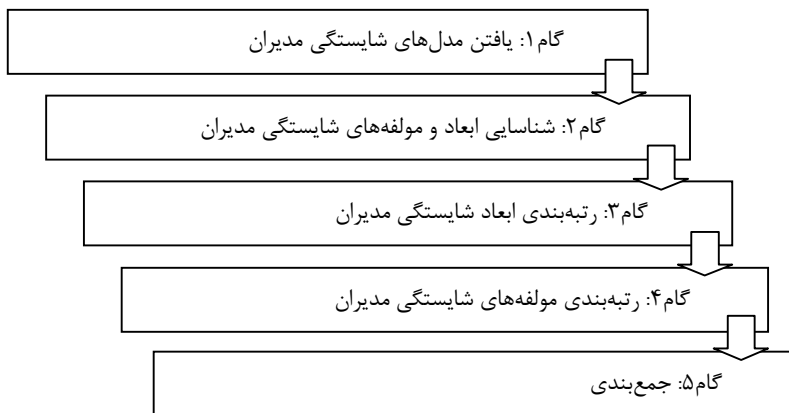 گام۱: یافتن مدل‌های شایستگی مدیران
گام۲: شناسایی ابعاد و مولفه‌های شایستگی مدیران
گام۳: رتبه‌بندی ابعاد شایستگی مدیران
گام۴: رتبه‌بندی مولفه‌های شایستگی مدیران
گام۵: جمع‌بندی